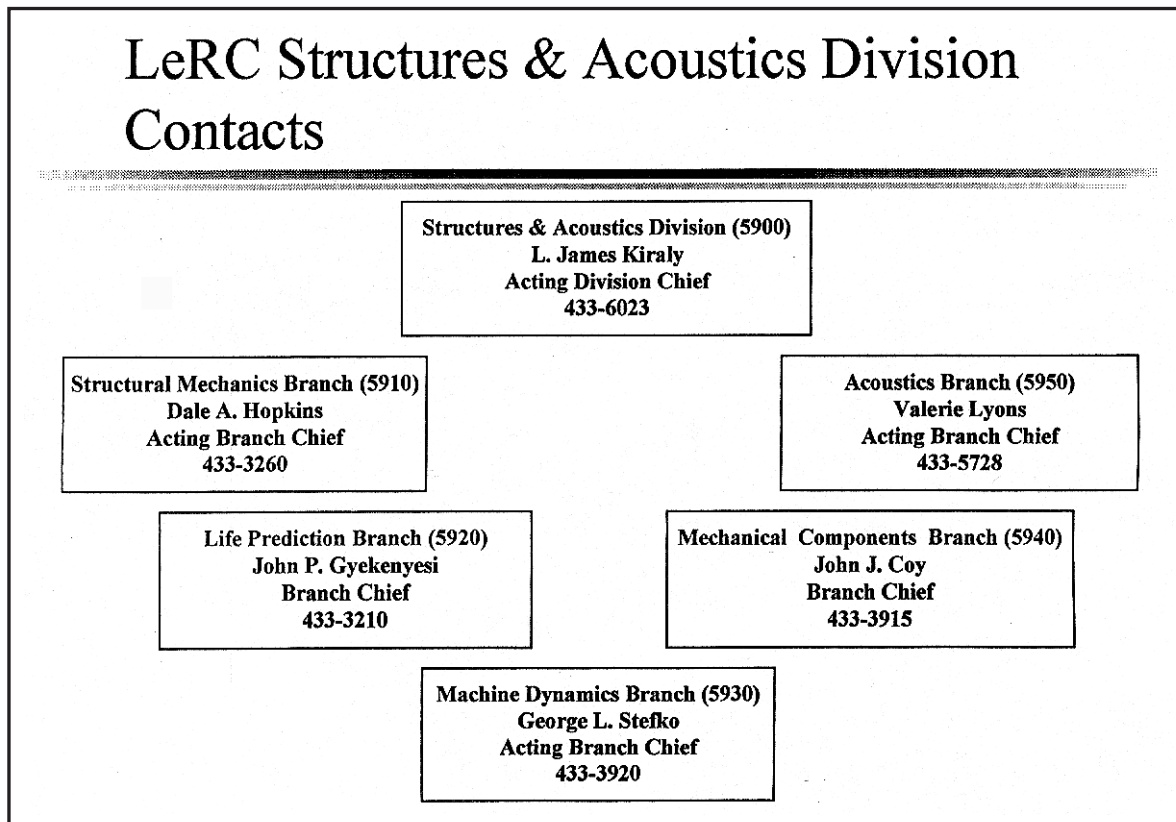 LeRC Structures & Acoustics Division
Contacts
Structures & Acoustics Division (5900)
L. James Kiraly
Acting Division Chief
433-6023
Structural Mechanics Branch (5910)
Dale A. Hopkins
Acting Branch Chief
433-3260
Acoustics Branch (5950)
Valerie Lyons
Acting Branch Chief
433-5728
Life Prediction Branch (5920)
John P. Gyekenyesi
Branch Chief
433-3210
Mechanical Components Branch (5940)
John J. Coy
Branch Chief
433-3915
Machine Dynamics Branch (5930)
George L. Stefko
Acting Branch Chief
433-3920